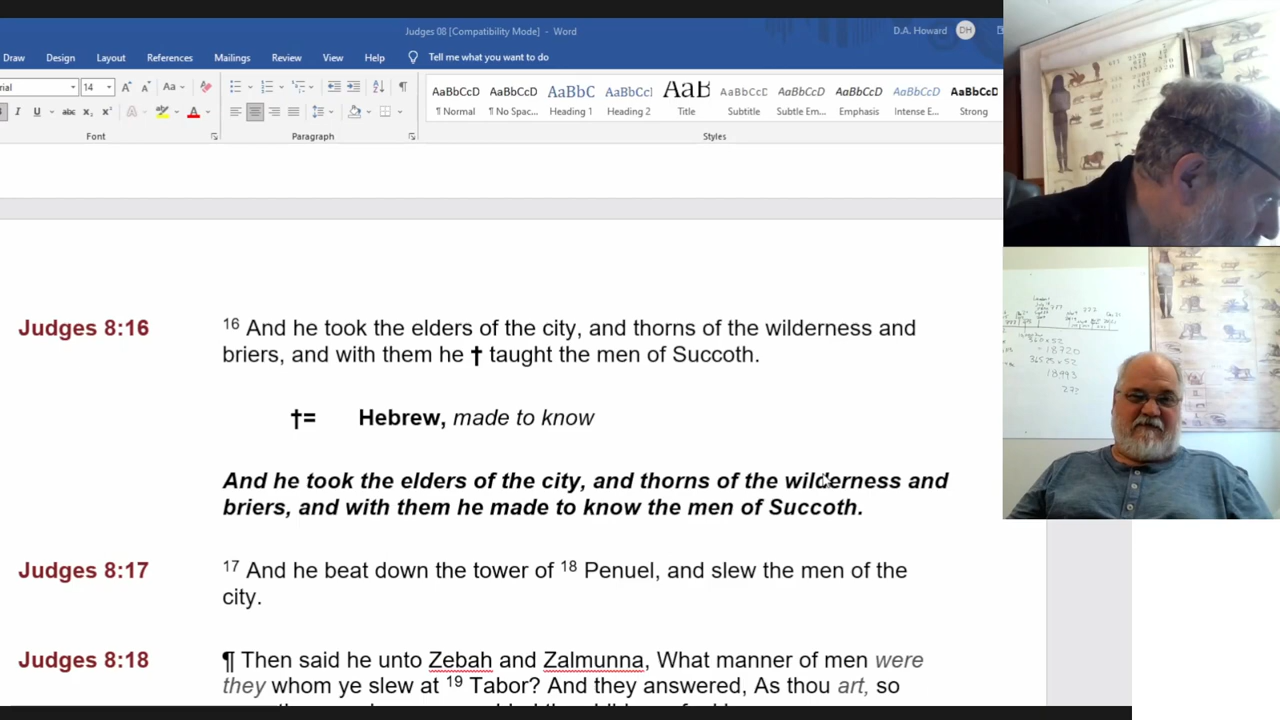 Judges 08 [Compatibility Mode] - Word
D.A. Howard DH
Draw Design Layout References Mailings Review View Help Tell me what you want to do
rial 14 Aa
AaBbCcD AaBbCcD AaBbC AaBbCcl AaB AaBbCcD AaBbCcD AaBbCcD AaBbCcD AaBbCcD
¶ Normal ¶ No Spac... Heading 1 Heading 2 Title Subtitle Subtle Em... Emphasis Intense E... Strong
Font Paragraph Styles
Judges 8:16 16 And he took the elders of the city, and thorns of the wilderness and
briers, and with them he † taught the men of Succoth.
†= Hebrew, made to know
And he took the elders of the city, and thorns of the wilderness and
briers, and with them he made to know the men of Succoth.
Judges 8:17 17 And he beat down the tower of 18 Penuel, and slew the men of the
city.
Judges 8:18 ¶ Then said he unto Zebah and Zalmunna, What manner of men were
they whom ye slew at 19 Tabor? And they answered, As thou art, so
18720
18993
273